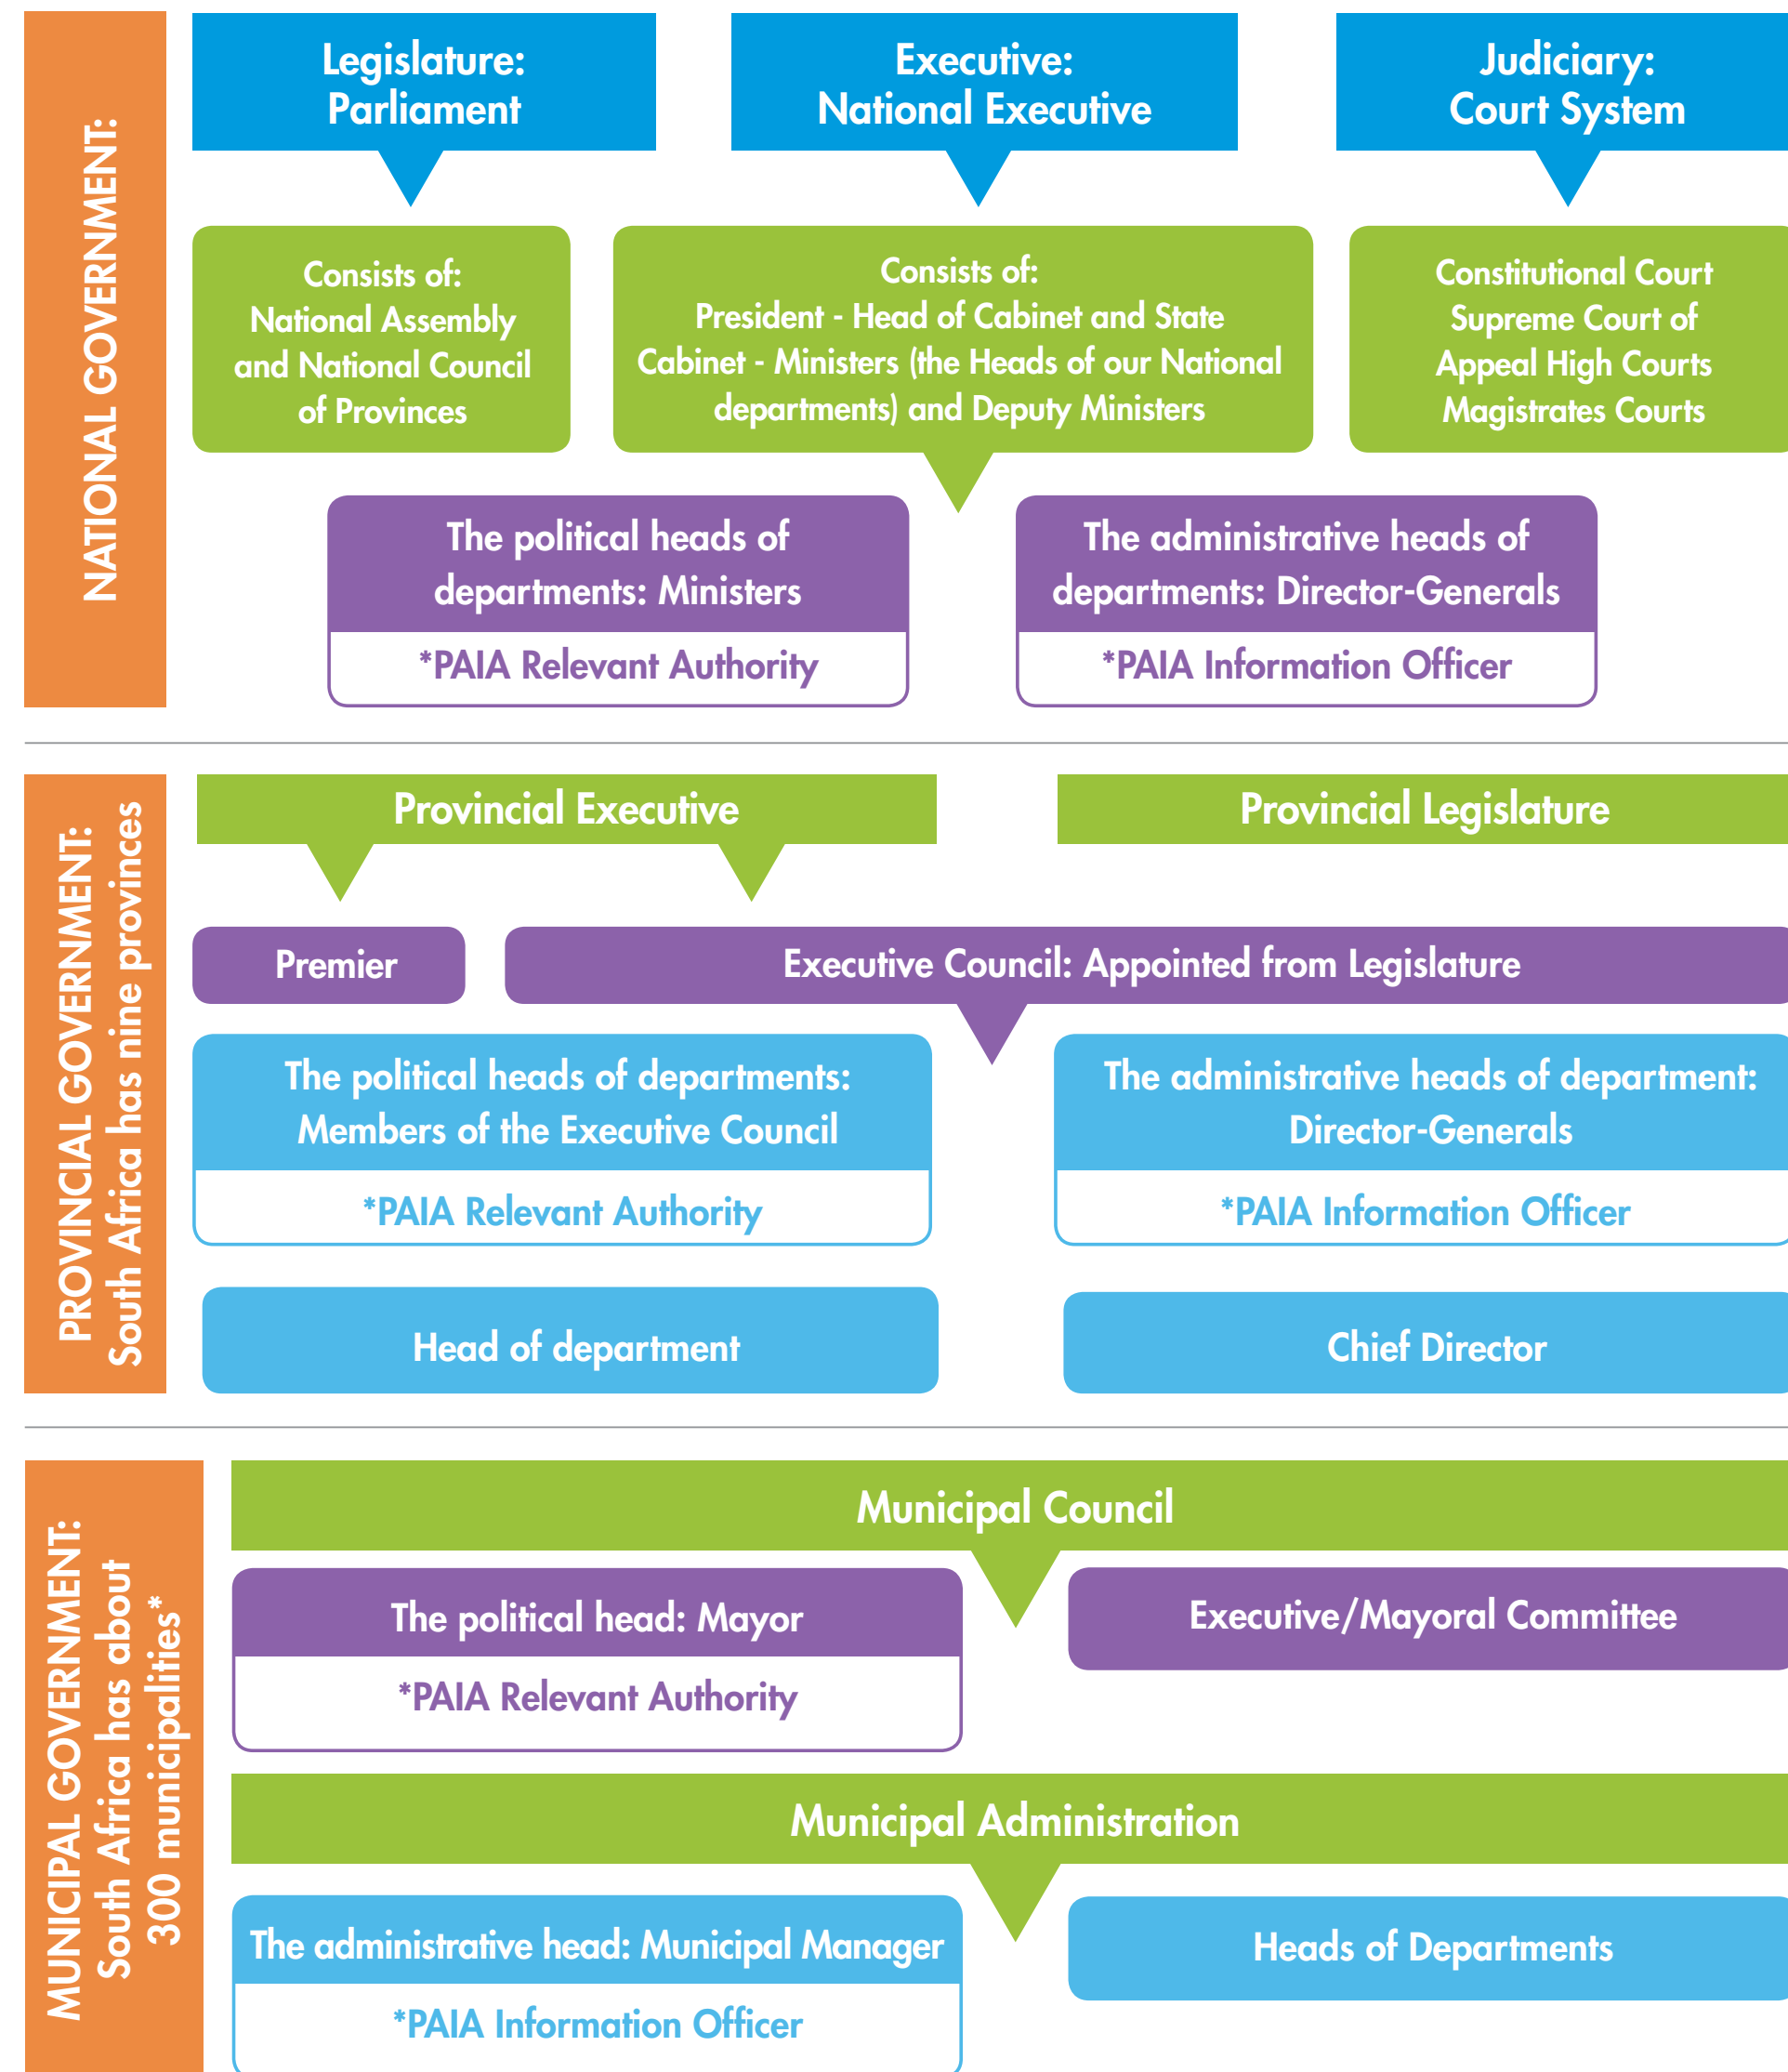 NATIONAL GOVERNMENT:
Legislature:
Parliament
Executive:
National Executive
Judiciary:
Court System
Consists of:
National Assembly
and National Council
of Provinces
Consists of:
President - Head of Cabinet and State
Cabinet - Ministers (the Heads of our National
departments) and Deputy Ministers
Constitutional Court
Supreme Court of
Appeal High Courts
Magistrates Courts
The political heads of
departments: Ministers
*PAIA Relevant Authority
The administrative heads of
departments: Director-Generals
*PAIA Information Officer
PROVINCIAL GOVERNMENT:
South Africa has nine provinces
Provincial Executive
Provincial Legislature
Premier
Executive Council: Appointed from Legislature
The political heads of departments:
Members of the Executive Council
*PAIA Relevant Authority
The administrative heads of department:
Director-Generals
*PAIA Information Officer
Head of department
Chief Director
MUNICIPAL GOVERNMENT:
South Africa has about
300 municipalities*
Municipal Council
The political head: Mayor
*PAIA Relevant Authority
Executive/Mayoral Committee
Municipal Administration
The administrative head: Municipal Manager
*PAIA Information Officer
Heads of Departments